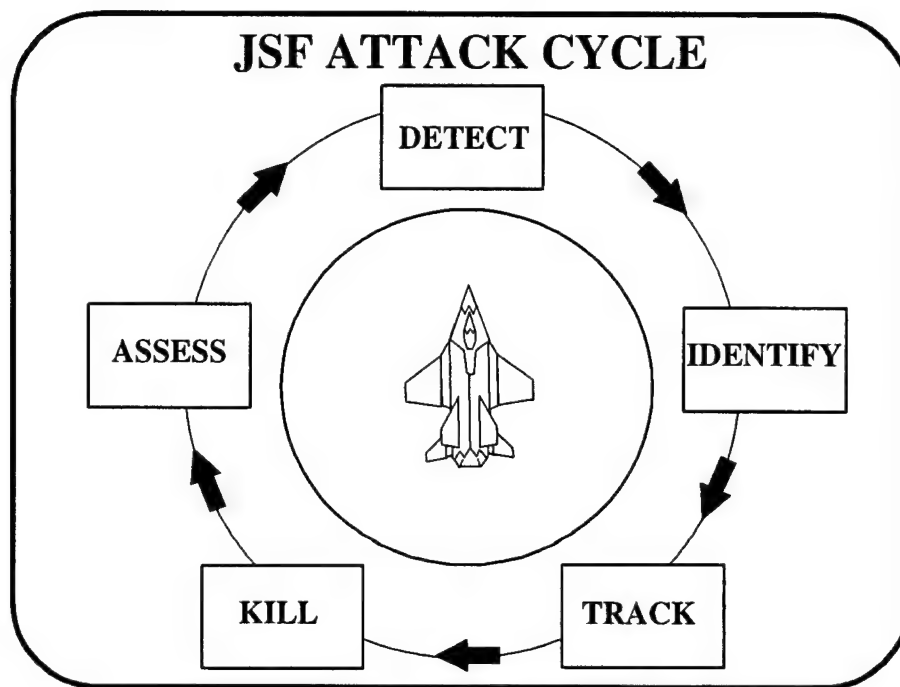 JSF ATTACK CYCLE
DETECT
IDENTIFY
TRACK
KILL
ASSESS